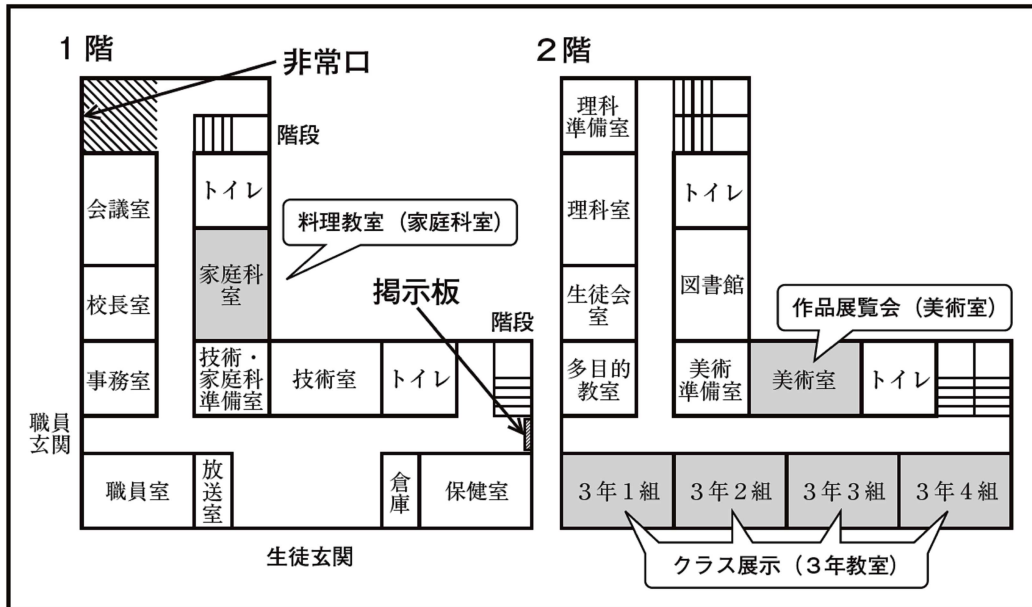 1階
非常口
階段
会議室
トイレ
料理教室（家庭科室）
校長室
家庭科
室
掲示板
階段
事務室
技術・
家庭科
準備室
技術室
トイレ
職員
玄関
職員室
放
送
室
倉
庫
保健室
生徒玄関
2階
理科
準備室
理科室
トイレ
生徒会
室
図書館
作品展覧会（美術室）
多目的
教室
美術
準備室
美術室
トイレ
3年1組
3年2組
3年3組
3年4組
クラス展示（3年教室）